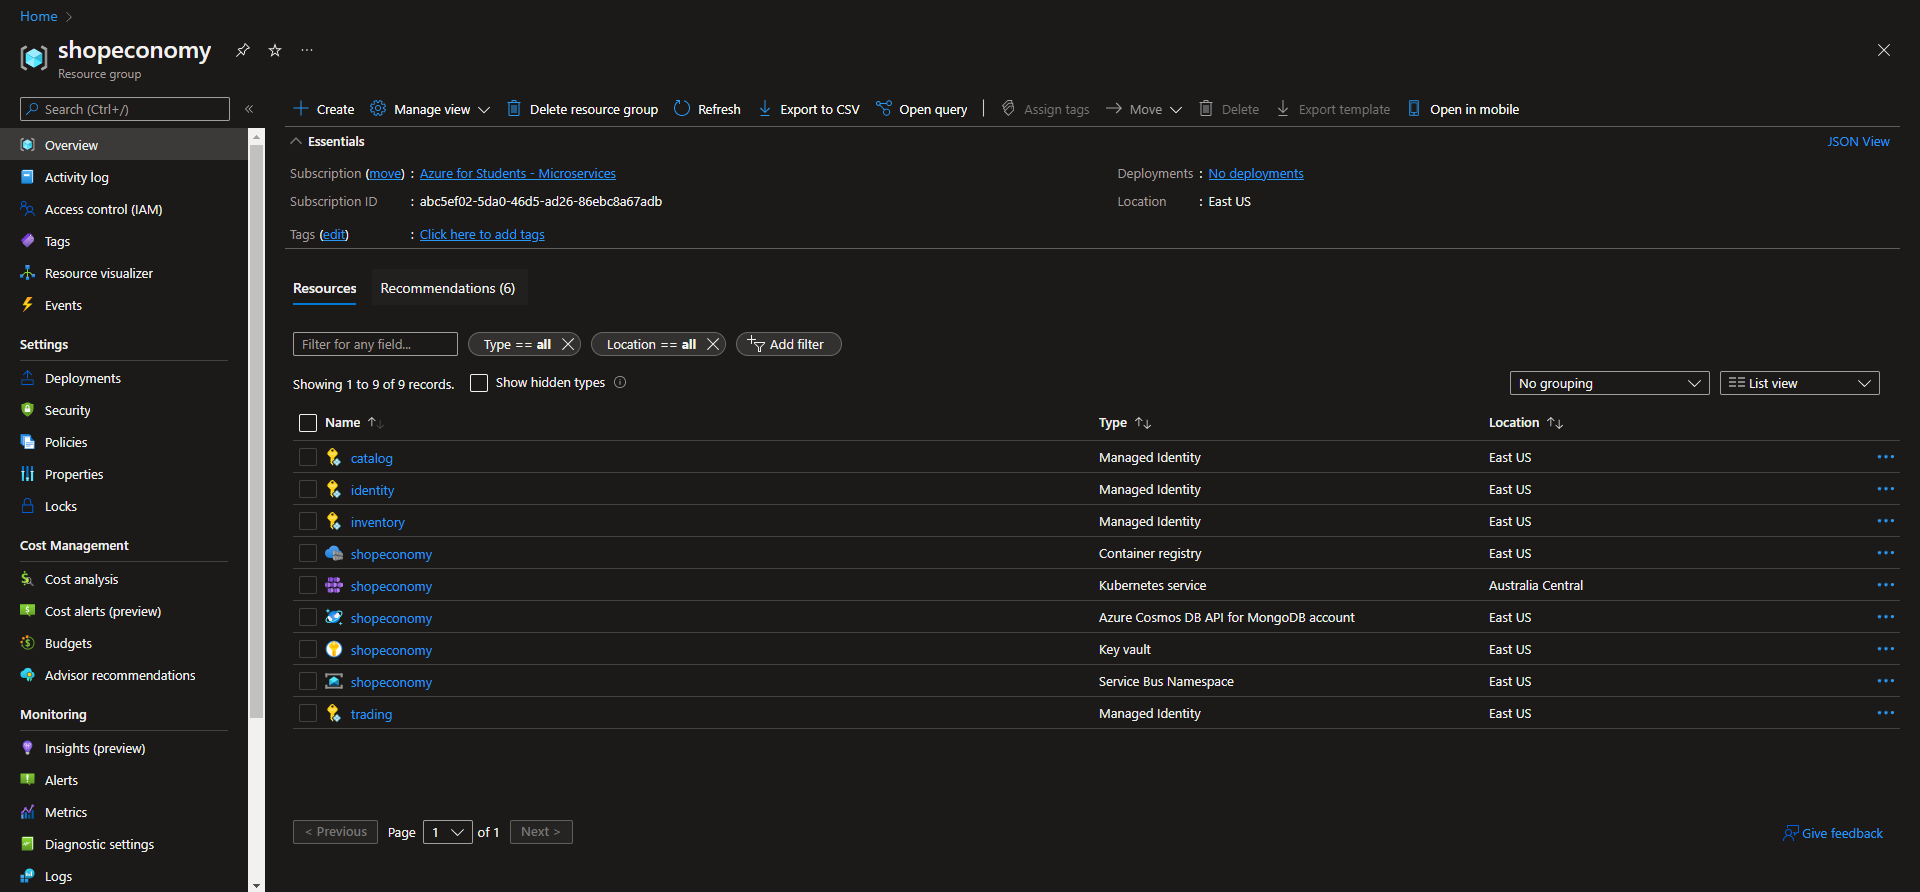 Home
shopeconomy
Resource group
Search (Ctrl+/)
Overview
Activity log
Access control (IAM)
Tags
Resource visualizer
Events
Settings
Deployments
Security
Policies
Properties
Locks
Cost Management
Cost analysis
Cost alerts (preview)
Budgets
Advisor recommendations
Monitoring
Insights (preview)
Alerts
Metrics
Diagnostic settings
Logs
Create Manage view Delete resource group Refresh Export to CSV Open query Assign tags Move Delete Export template Open in mobile
Essentials JSON View
Subscription (move) : Azure for Students - Microservices Deployments : No deployments
Subscription ID : abc5ef02-5da0-46d5-ad26-86ebc8a67adb Location : East US
Tags (edit) : Click here to add tags
Resources Recommendations (6)
Filter for any field... Type == all Location == all Add filter
Showing 1 to 9 of 9 records. Show hidden types No grouping List view
Name Type Location
catalog Managed Identity East US
identity Managed Identity East US
inventory Managed Identity East US
shopeconomy Container registry East US
shopeconomy Kubernetes service Australia Central
shopeconomy Azure Cosmos DB API for MongoDB account East US
shopeconomy Key vault East US
shopeconomy Service Bus Namespace East US
trading Managed Identity East US
< Previous Page 1 of 1 Next > Give feedback